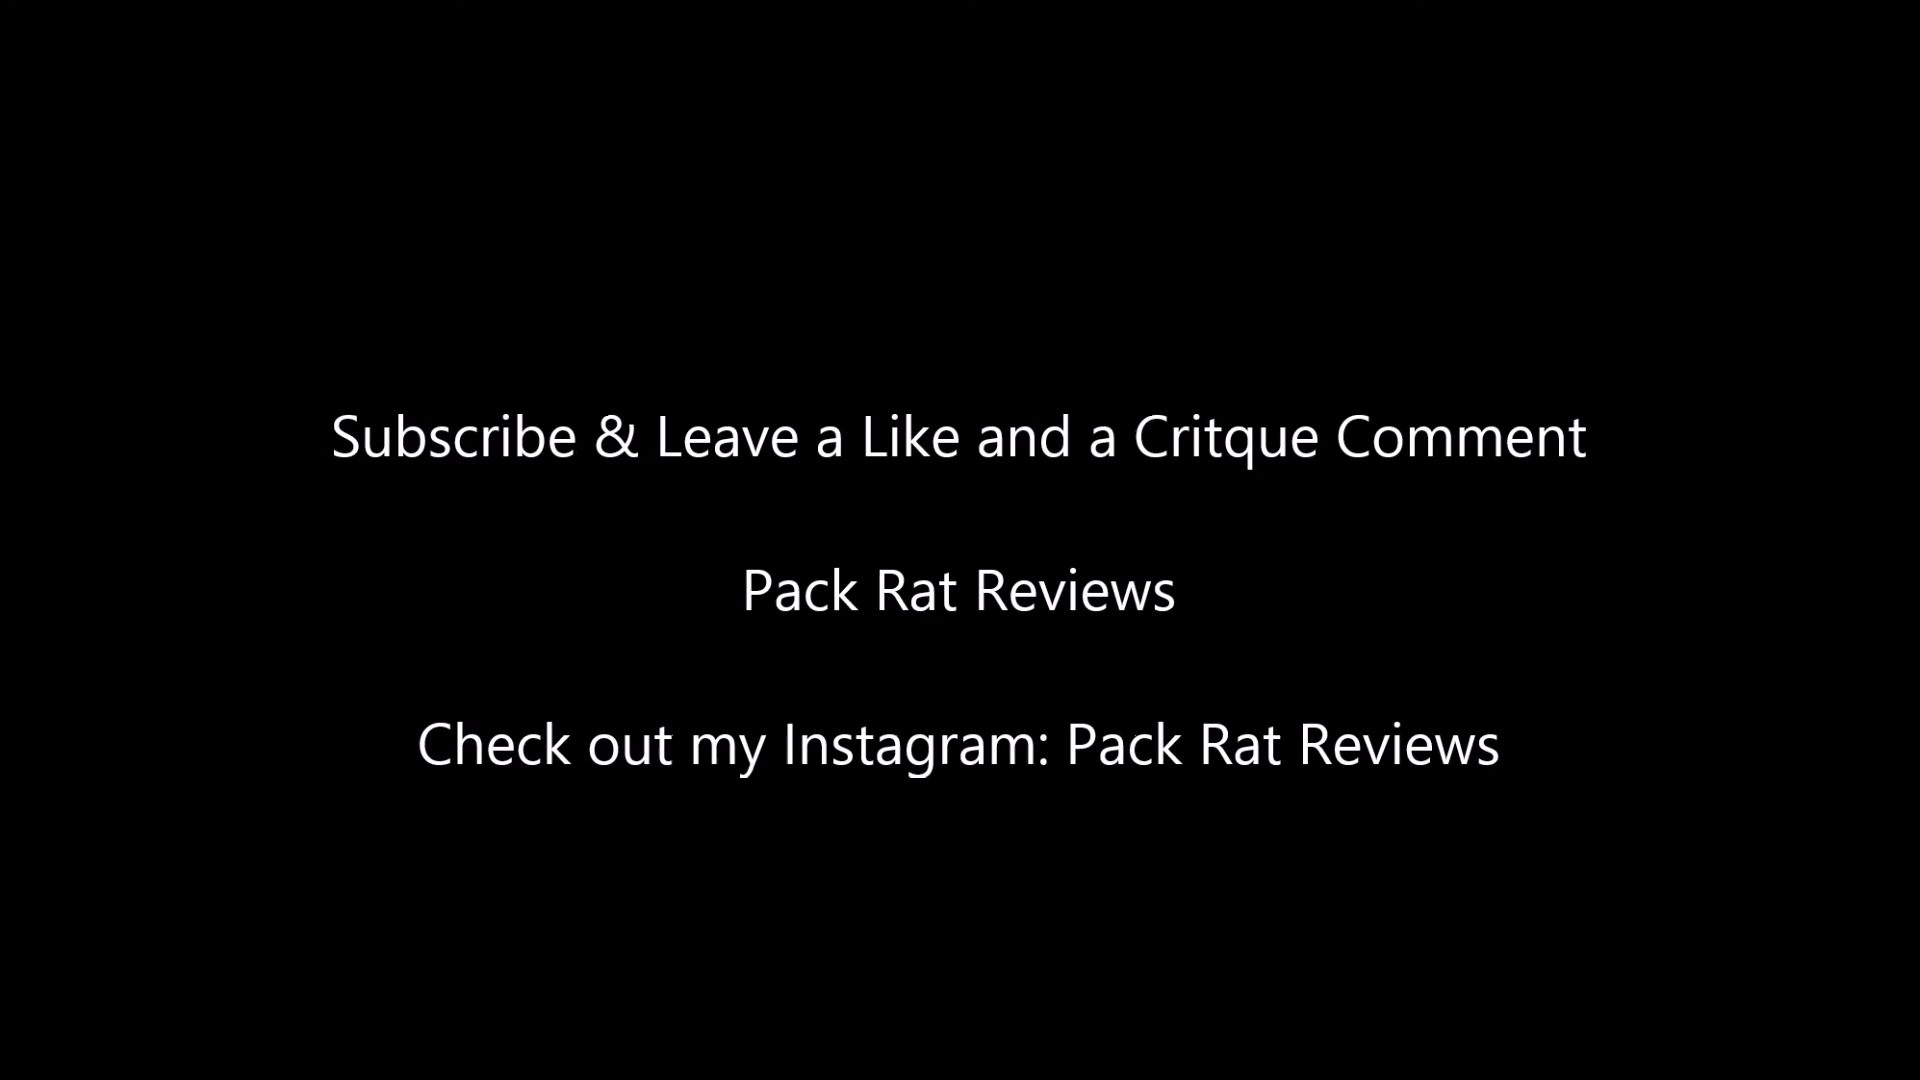 Subscribe & Leave a Like and a Critque Comment
Pack Rat Reviews
Check out my Instagram: Pack Rat Reviews